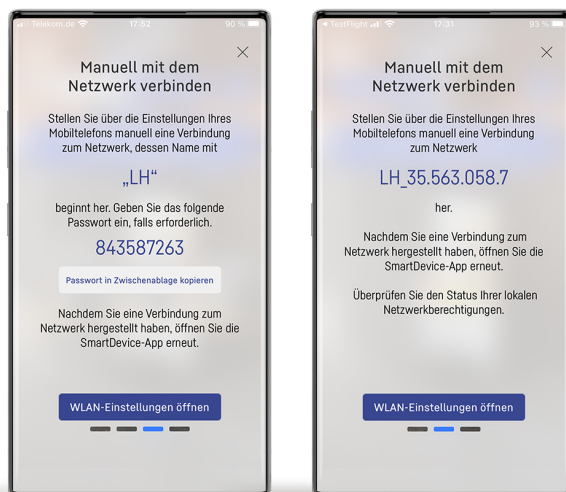 Telekom.de 17:52 90 %
Manuell mit dem
Netzwerk verbinden
Stellen Sie über die Einstellungen Ihres
Mobiltelefons manuell eine Verbindung
zum Netzwerk, dessen Name mit
„LH“
beginnt her. Geben Sie das folgende
Passwort ein, falls erforderlich.
843587263
Passwort in Zwischenablage kopieren
Nachdem Sie eine Verbindung zum
Netzwerk hergestellt haben, öffnen Sie die
SmartDevice-App erneut.
WLAN-Einstellungen öffnen
TestFlight 17:31 93 %
Manuell mit dem
Netzwerk verbinden
Stellen Sie über die Einstellungen Ihres
Mobiltelefons manuell eine Verbindung
zum Netzwerk
LH_35.563.058.7
her.
Nachdem Sie eine Verbindung zum
Netzwerk hergestellt haben, öffnen Sie die
SmartDevice-App erneut.
Überprüfen Sie den Status Ihrer lokalen
Netzwerkberechtigungen.
WLAN-Einstellungen öffnen